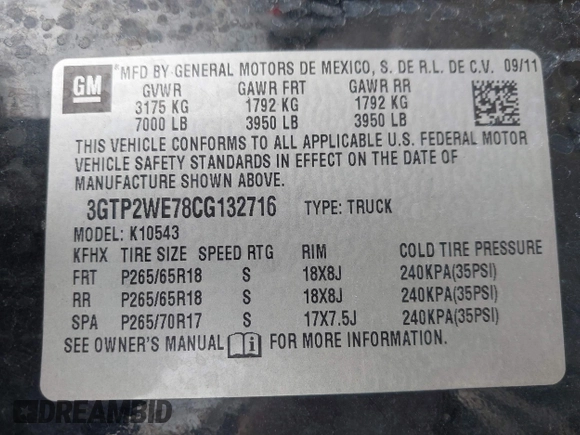 GM
*MFD BY GENERAL MOTORS DE MEXICO, S. DE R.L. DE C.V. 09/11
GVWR GAWR FRT GAWR RR
3175 KG 1792 KG 1792 KG
7000 LB 3950 LB 3950 LB
THIS VEHICLE CONFORMS TO ALL APPLICABLE U.S. FEDERAL MOTOR
VEHICLE SAFETY STANDARDS IN EFFECT ON THE DATE OF
MANUFACTURE SHOWN ABOVE.
3GTP2WE78CG132716 TYPE: TRUCK
MODEL: K10543
KFHX TIRE SIZE SPEED RTG RIM COLD TIRE PRESSURE
FRT P265/65R18 S 18X8J 240KPA(35PSI)
RR P265/65R18 S 18X8J 240KPA(35PSI)
SPA P265/70R17 S 17X7.5J 240KPA(35PSI)
SEE OWNER'S MANUAL FOR MORE INFORMATION.
DREAMBID